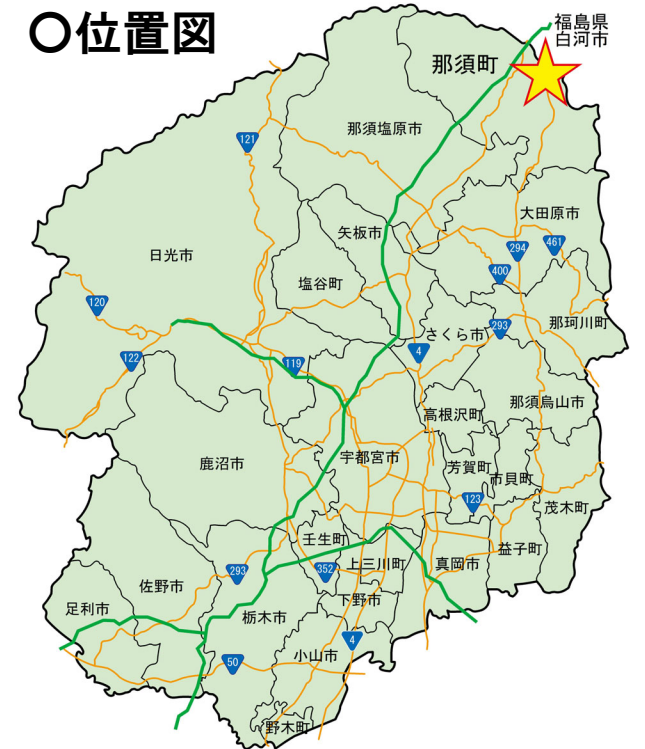 〇位置図
福島県
白河市
那須町
那須塩原市
121
大田原市
矢板市
294
461
日光市
400
塩谷町
120
那珂川町
293
さくら市
4
122
119
那須烏山市
高根沢町
宇都宮市
鹿沼市
芳賀町
市貝町
123
茂木町
壬生町
益子町
上三川町
真岡市
293
352
佐野市
下野市
足利市
栃木市
4
小山市
50
野木町